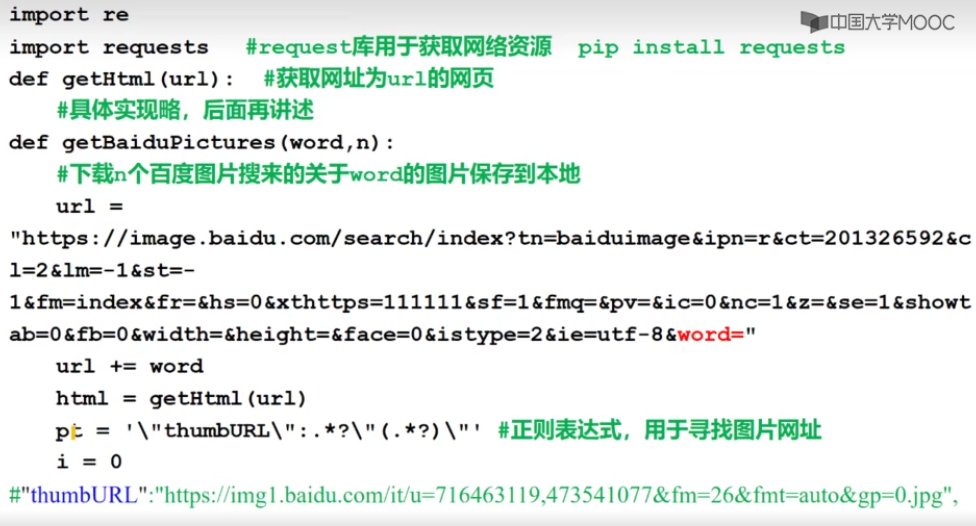 中国大学MOOC
import re
import requests #request库用于获取网络资源 pip install requests
def getHtml(url): #获取网址为url的网页
#具体实现略，后面再讲述
def getBaiduPictures(word,n):
#下载n个百度图片搜来的关于word的图片保存到本地
url =
"https://image.baidu.com/search/index?tn=baiduimage&ipn=r&ct=201326592&c
l=2&lm=-1&st=-
1&fm=index&fr=&hs=0&xthttps=111111&sf=1&fmq=&pv=&ic=0&nc=1&z=&se=1&showt
ab=0&fb=0&width=&height=&face=0&istype=2&ie=utf-8&word="
url += word
html = getHtml(url)
pt = '\"thumbURL\":.*?\"(.*?)\"' #正则表达式，用于寻找图片网址
i = 0
#"thumbURL":"https://img1.baidu.com/it/u=716463119,473541077&fm=26&fmt=auto&gp=0.jpg",